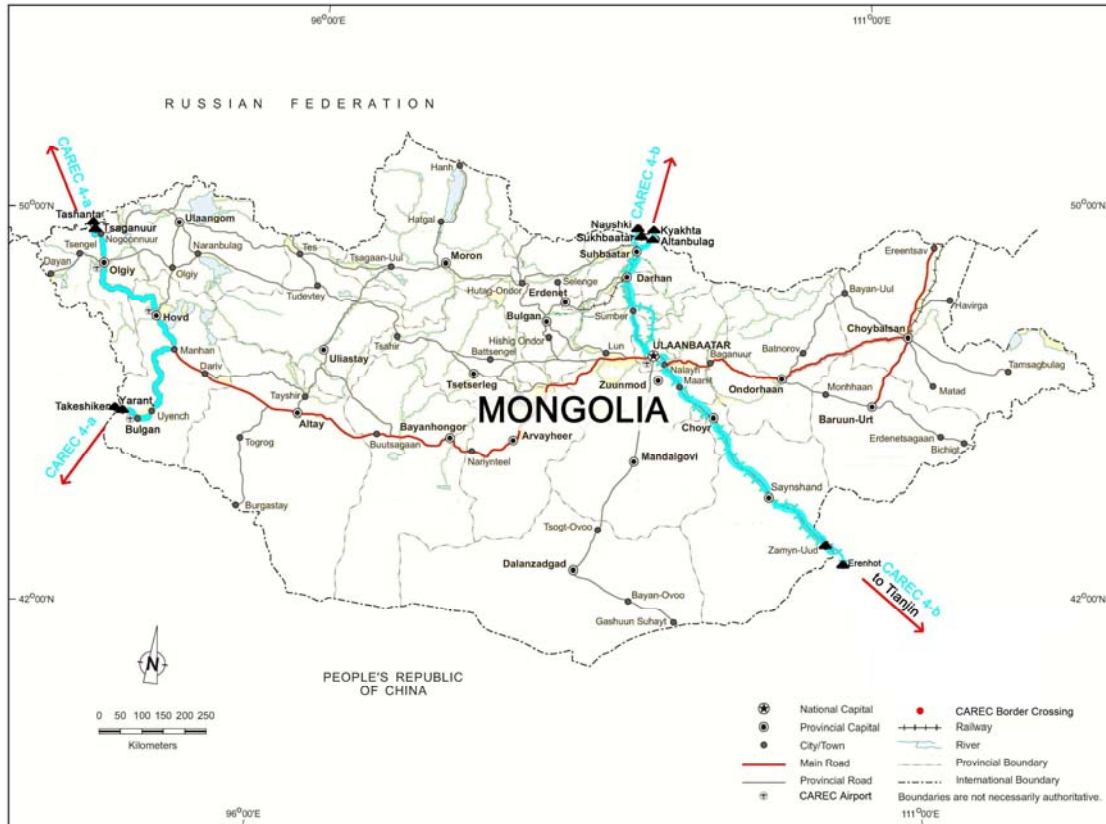 96°00'E
111°00'E
RUSSIAN FEDERATION
CAREC 4-a
CAREC 4-b
Hanh
50°00'N
50°00'N
Tashanta
Tsaganuur
Nogoonnuur
Ulaangom
Hatgal
Naushki
Kyakhta
Sukhbaatar
Altanbulag
Suhbaatar
Tsengel
Naranbulag
Tes
Ereentsav
Dayan
Olgiy
Olgiy
Tsagaan-Uul
Moron
Darhan
Tudevtey
Hutag-Ondor
Selenge
Erdenet
Bayan-Uul
Havirga
Hovd
Bulgan
Sumber
Choybalsan
Manhan
Uliastay
Tsahir
Hishig Ondor
Battsengel
Lun
ULAANBAATAR
Baganuur
Batnorov
Dariv
Tsetserleg
Nalayh
Zuunmod
Maanit
Ondorhaan
Tamsagbulag
Matad
Monhhaan
Takeshiken
Yarant
Uyench
Tayshir
MONGOLIA
Baruun-Urt
Bulgan
Altay
Choyr
CAREC 4-a
Togrog
Buutsagaan
Bayanhongor
Arvayheer
Erdenetsagaan
Bichigt
Nariynteel
Mandalgovi
Burgastay
Saynshand
Tsogt-Ovoo
Zamyn-Uud
Erenhot
Dalanzadgad
CAREC 4-b
to Tianjin
42°00'N
42°00'N
Bayan-Ovoo
Gashuun Suhayt
N
PEOPLE'S REPUBLIC
OF CHINA
0 50 100 150 200 250
Kilometers
National Capital
Provincial Capital
City/Town
Main Road
Provincial Road
CAREC Airport
CAREC Border Crossing
Railway
River
Provincial Boundary
International Boundary
Boundaries are not necessarily authoritative.
96°00'E
111°00'E